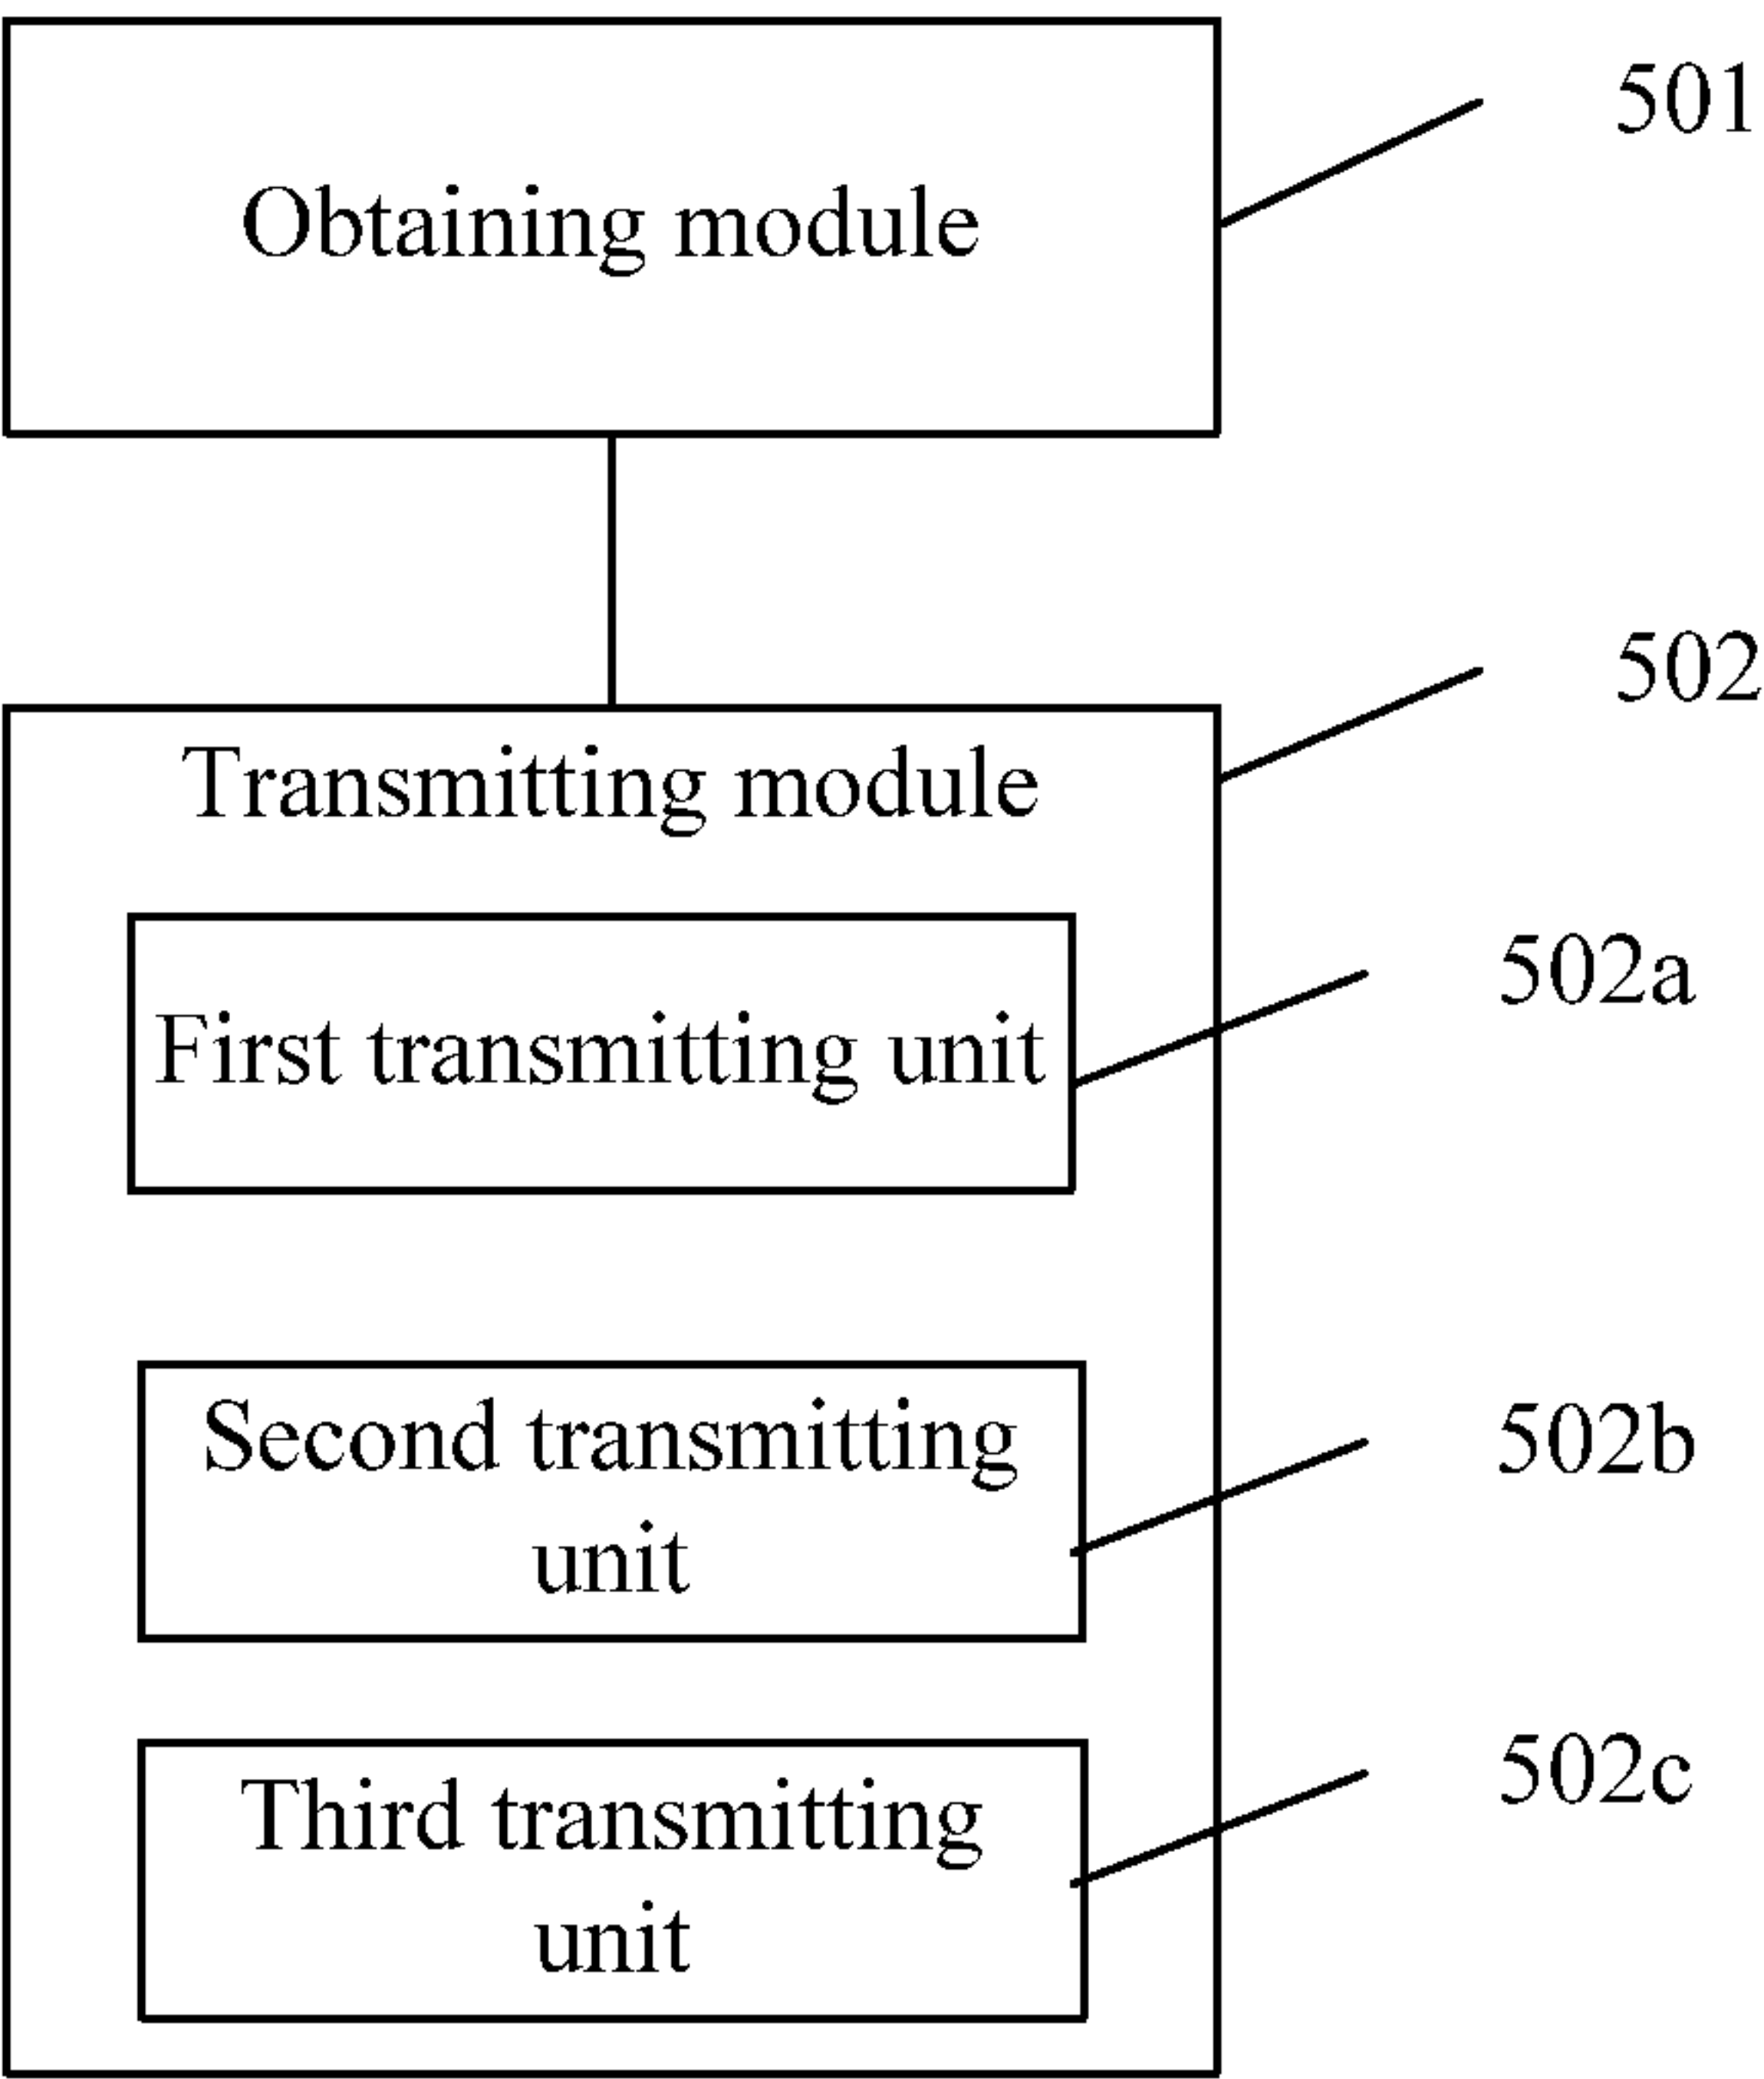 501
Obtaining module
502
Transmitting module
502a
First transmitting unit
502b
Second transmitting
unit
502c
Third transmitting
unit